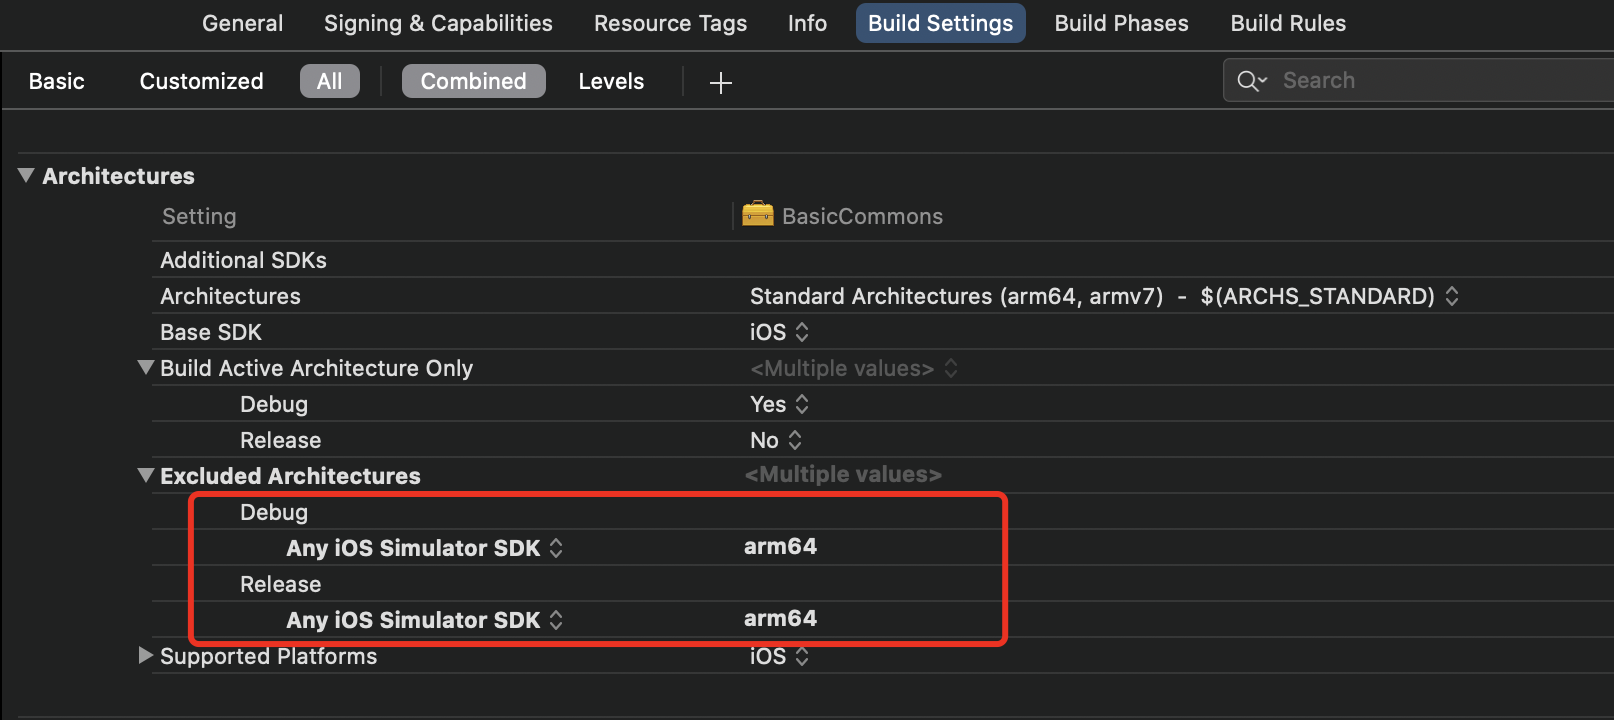 General Signing & Capabilities Resource Tags Info Build Settings Build Phases Build Rules
Basic Customized All Combined Levels + Search
Architectures
Setting BasicCommons
Additional SDKs
Architectures Standard Architectures (arm64, armv7) - $(ARCHS_STANDARD)
Base SDK iOS
Build Active Architecture Only <Multiple values>
Debug Yes
Release No
Excluded Architectures <Multiple values>
Debug
Any iOS Simulator SDK arm64
Release
Any iOS Simulator SDK arm64
Supported Platforms iOS